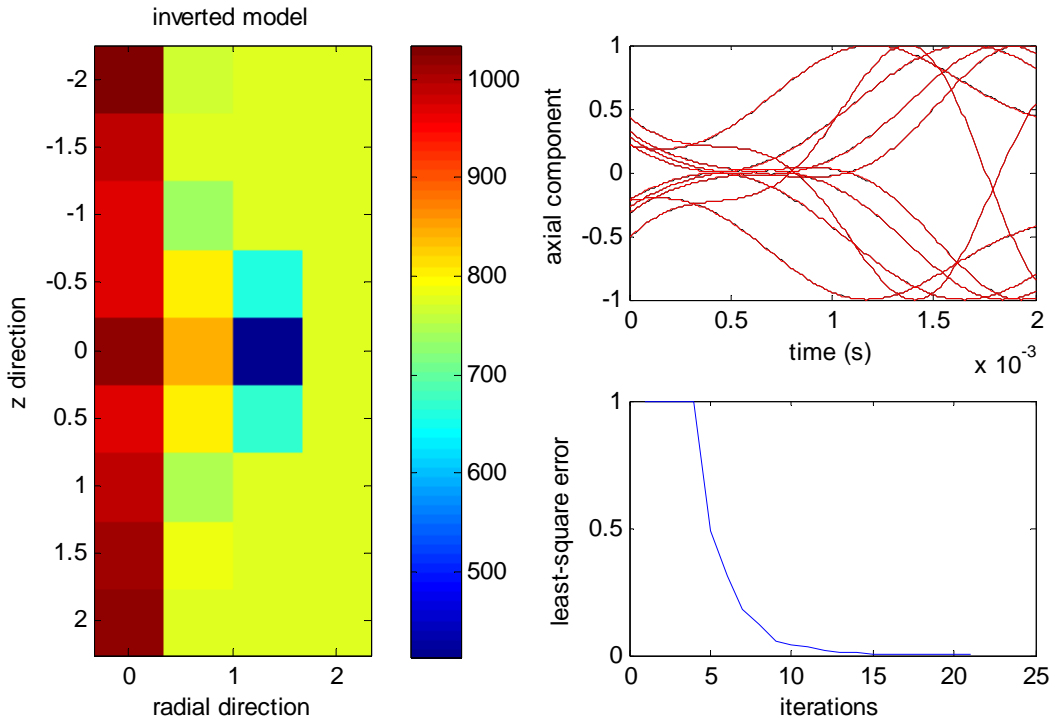 inverted model
-2
-1.5
-1
-0.5
0
0.5
1
1.5
2
z direction
0 1 2
radial direction
1000
900
800
700
600
500
1
0.5
0
-0.5
-1
axial component
0 0.5 1 1.5 2
time (s)
x 10^-3
1
0.5
0
least-square error
0 5 10 15 20 25
iterations